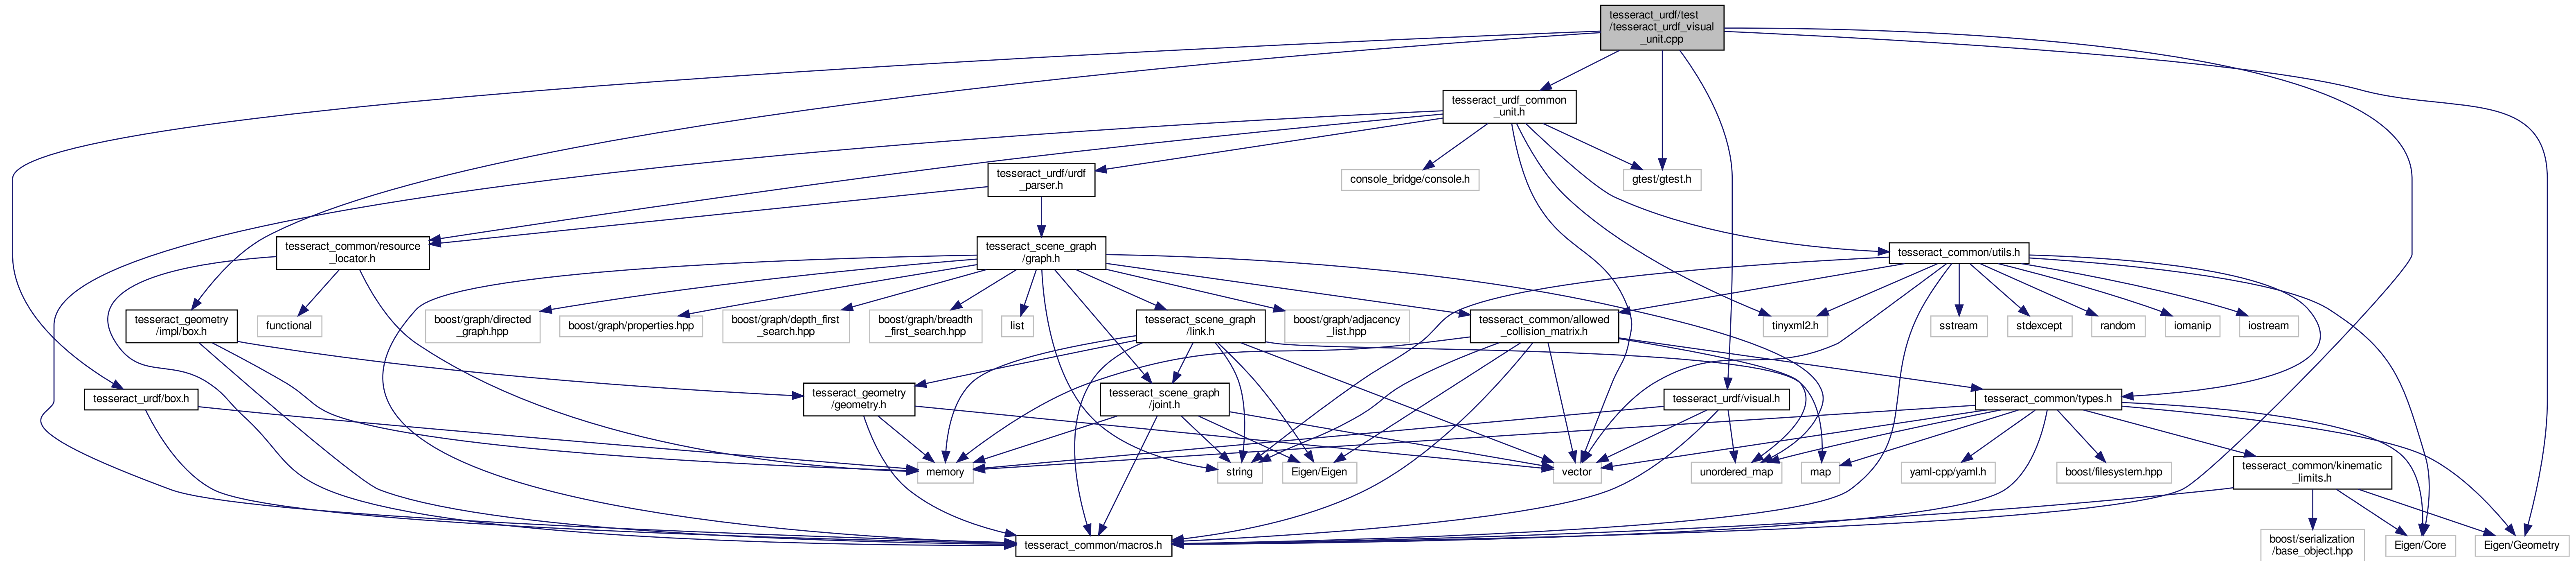 tesseract_urdf/test
/tesseract_urdf_visual
_unit.cpp
tesseract_urdf_common
_unit.h
tesseract_urdf/urdf
_parser.h
console_bridge/console.h
gtest/gtest.h
tesseract_common/resource
_locator.h
tesseract_scene_graph
/graph.h
tesseract_common/utils.h
tesseract_geometry
/impl/box.h
functional
boost/graph/directed
_graph.hpp
boost/graph/properties.hpp
boost/graph/depth_first
_search.hpp
boost/graph/breadth
_first_search.hpp
list
tesseract_scene_graph
/link.h
boost/graph/adjacency
_list.hpp
tesseract_common/allowed
_collision_matrix.h
tinyxml2.h
sstream
stdexcept
random
iomanip
iostream
tesseract_urdf/box.h
tesseract_geometry
/geometry.h
tesseract_scene_graph
/joint.h
tesseract_urdf/visual.h
tesseract_common/types.h
memory
string
Eigen/Eigen
vector
unordered_map
map
yaml-cpp/yaml.h
boost/filesystem.hpp
tesseract_common/kinematic
_limits.h
tesseract_common/macros.h
boost/serialization
/base_object.hpp
Eigen/Core
Eigen/Geometry